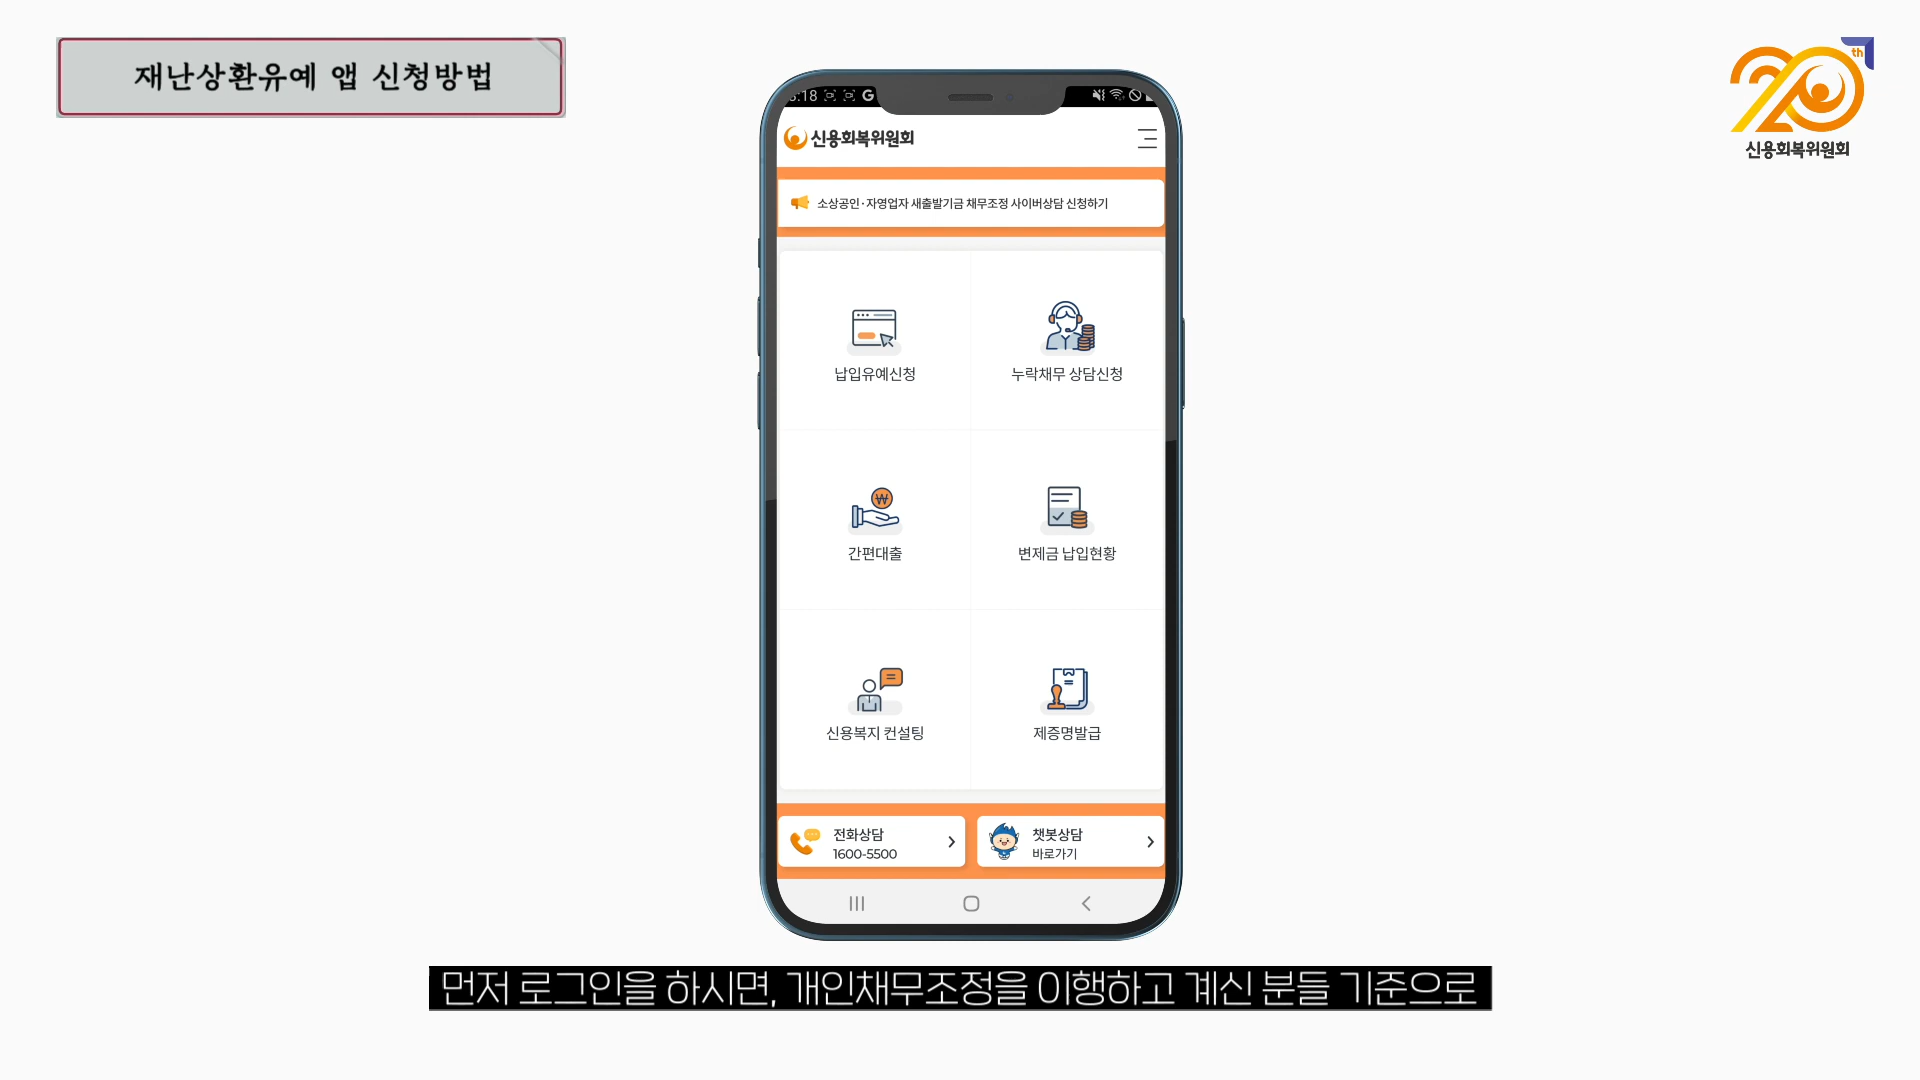 재난상환유예 앱 신청방법
20th
신용회복위원회
:18
신용회복위원회
소상공인·자영업자 새출발기금 채무조정 사이버상담 신청하기
납입유예신청
누락채무 상담신청
간편대출
변제금 납입현황
신용복지 컨설팅
제증명발급
전화상담
1600-5500
챗봇상담
바로가기
먼저 로그인을 하시면, 개인채무조정을 이행하고 계신 분들 기준으로